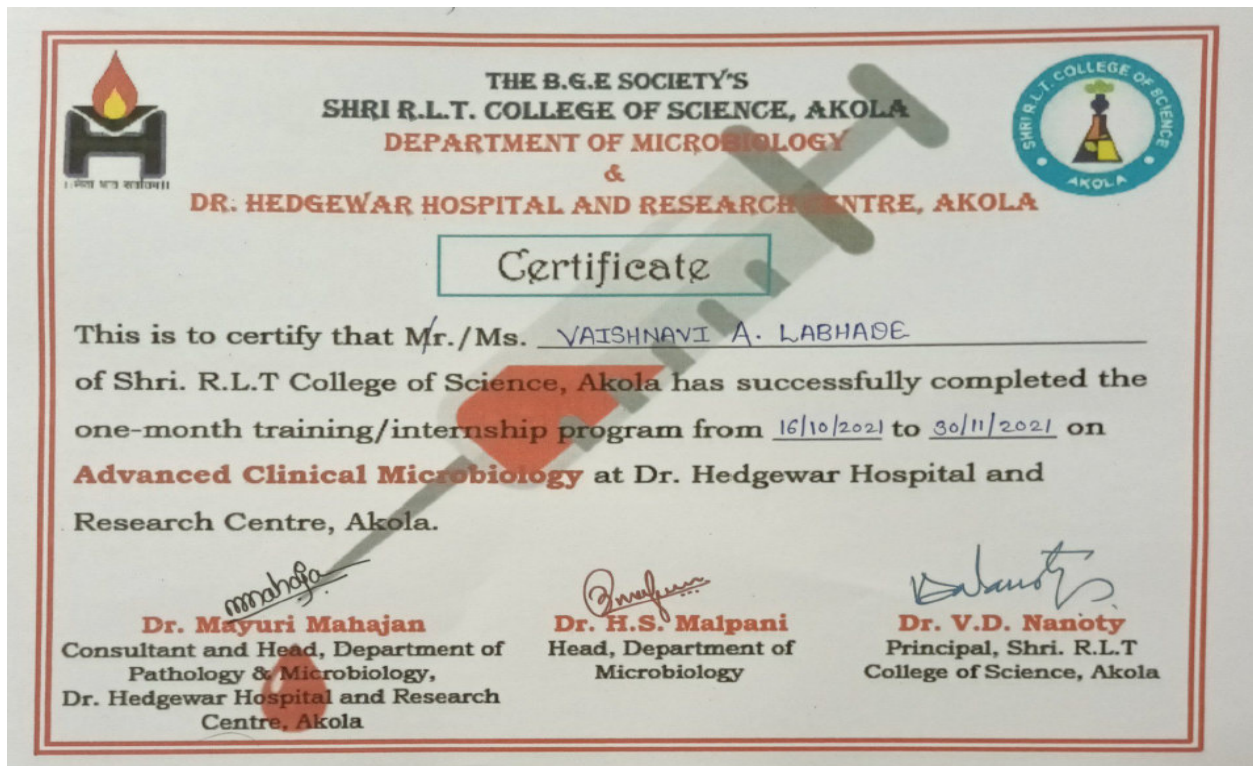 THE B.G.E SOCIETY'S
SHRI R.L.T. COLLEGE OF SCIENCE, AKOLA
DEPARTMENT OF MICROBIOLOGY
&
DR. HEDGEWAR HOSPITAL AND RESEARCH CENTRE, AKOLA
SHRI R.L.T. COLLEGE OF SCIENCE
AKOLA
Certificate
This is to certify that Mr./Ms. VAISHNAVI A. LABHADE
of Shri. R.L.T College of Science, Akola has successfully completed the
one-month training/internship program from 16/10/2021 to 30/11/2021 on
Advanced Clinical Microbiology at Dr. Hedgewar Hospital and
Research Centre, Akola.
Dr. Mayuri Mahajan
Consultant and Head, Department of
Pathology & Microbiology,
Dr. Hedgewar Hospital and Research
Centre, Akola
Dr. H.S. Malpani
Head, Department of
Microbiology
Dr. V.D. Nanoty
Principal, Shri. R.L.T
College of Science, Akola